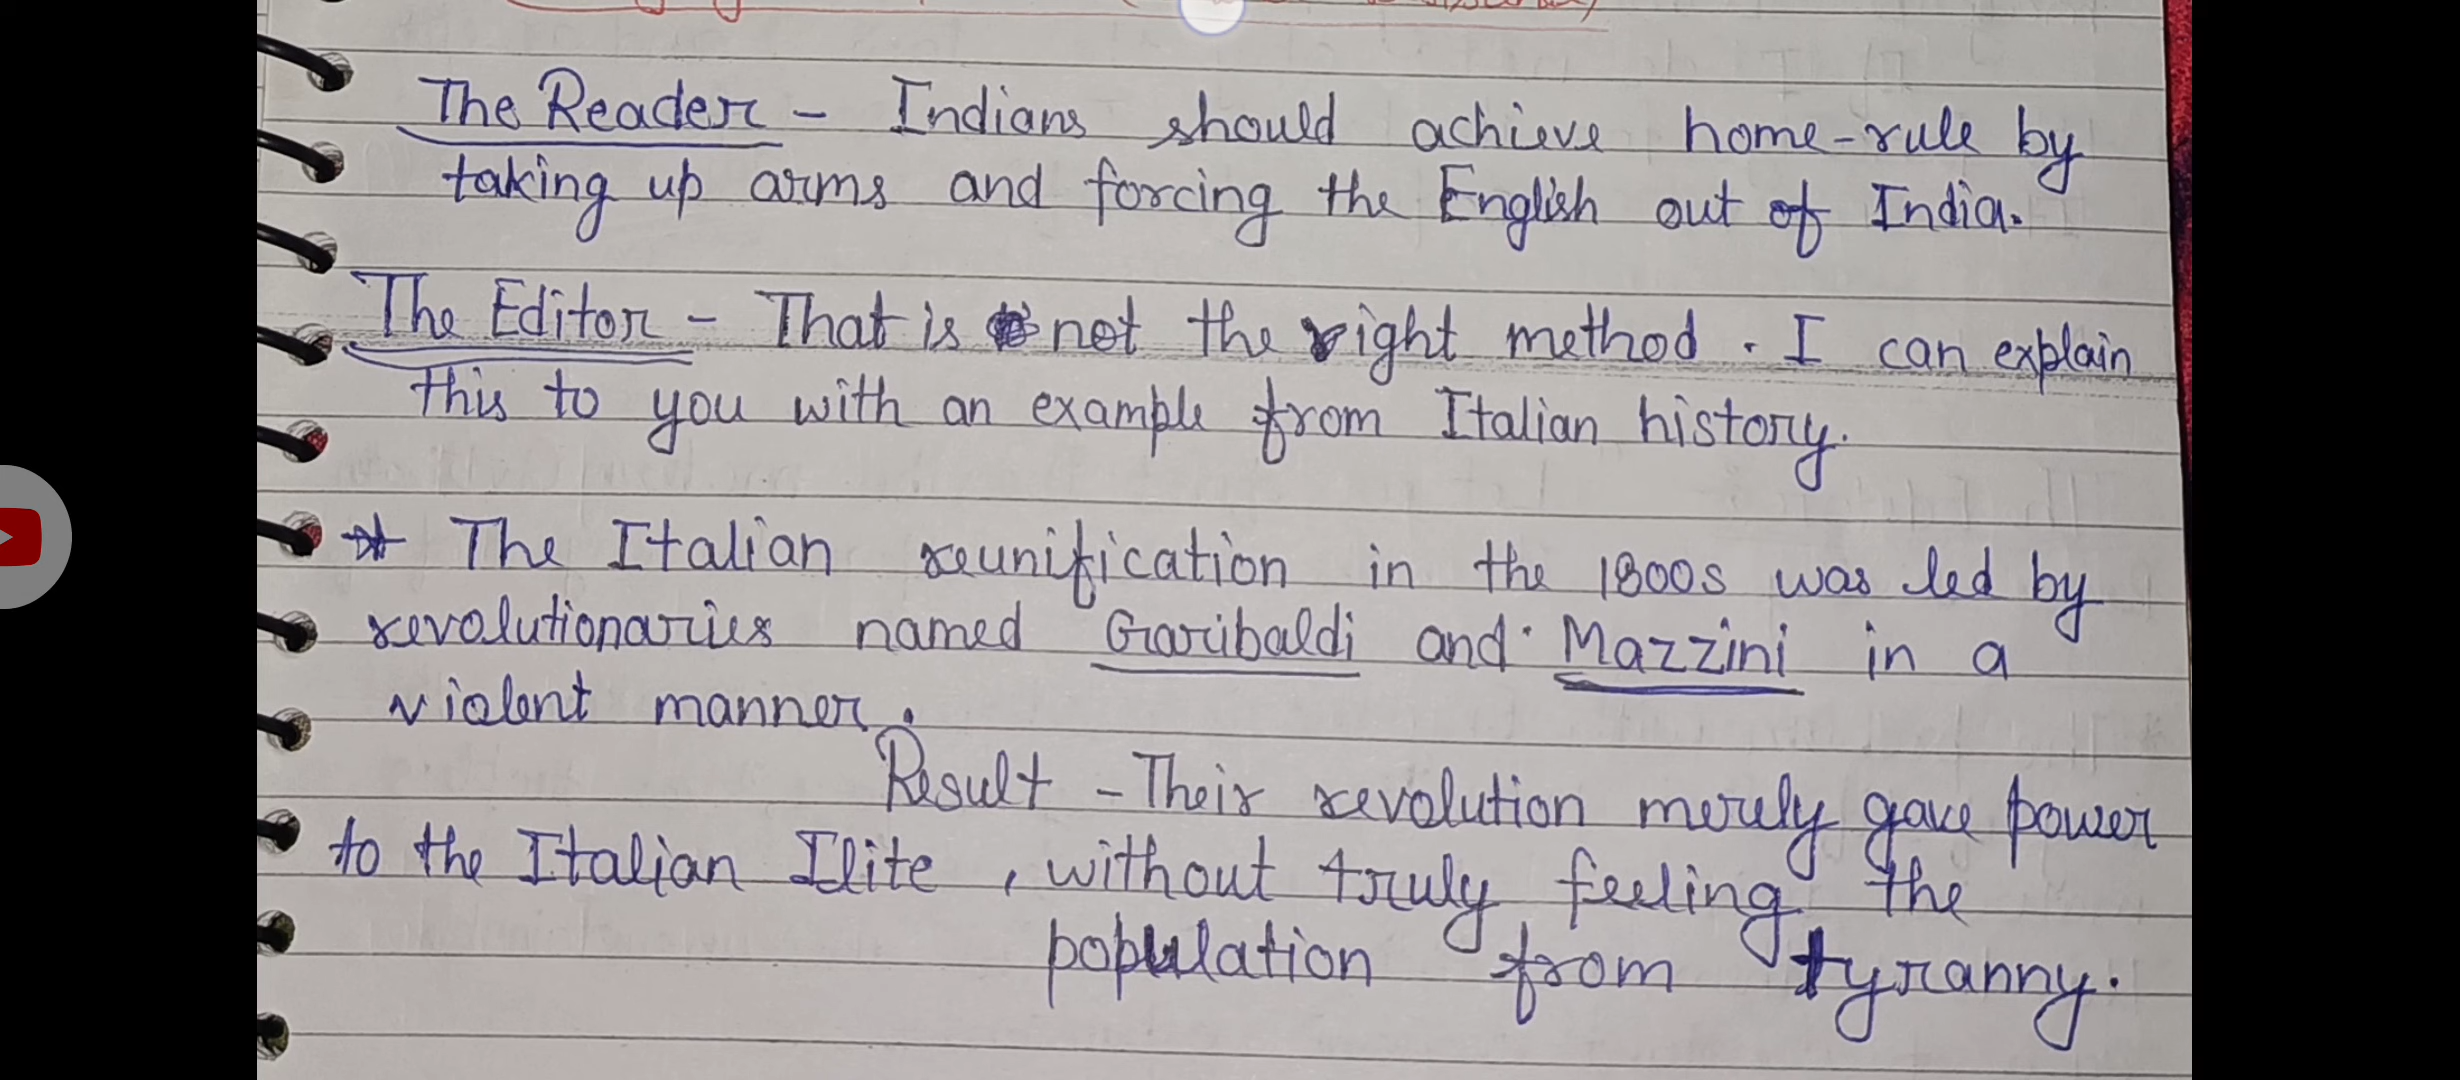 The Reader - Indians should achieve home-rule by
taking up arms and forcing the English out of India.
The Editor - That is not the right method. I can explain
this to you with an example from Italian history.
The Italian reunification in the 1800s was led by
revolutionaries named Garibaldi and Mazzini in a
violent manner.
Result - Their revolution merely gave power
to the Italian Ilite, without truly feeling the
population from tyranny.